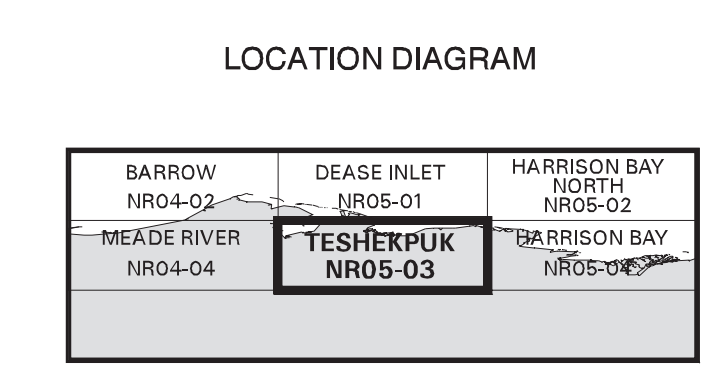 LOCATION DIAGRAM
BARROW
NR04-02
DEASE INLET
NR05-01
HARRISON BAY
NORTH
NR05-02
MEADE RIVER
NR04-04
TESHEKPUK
NR05-03
HARRISON BAY
NR05-04